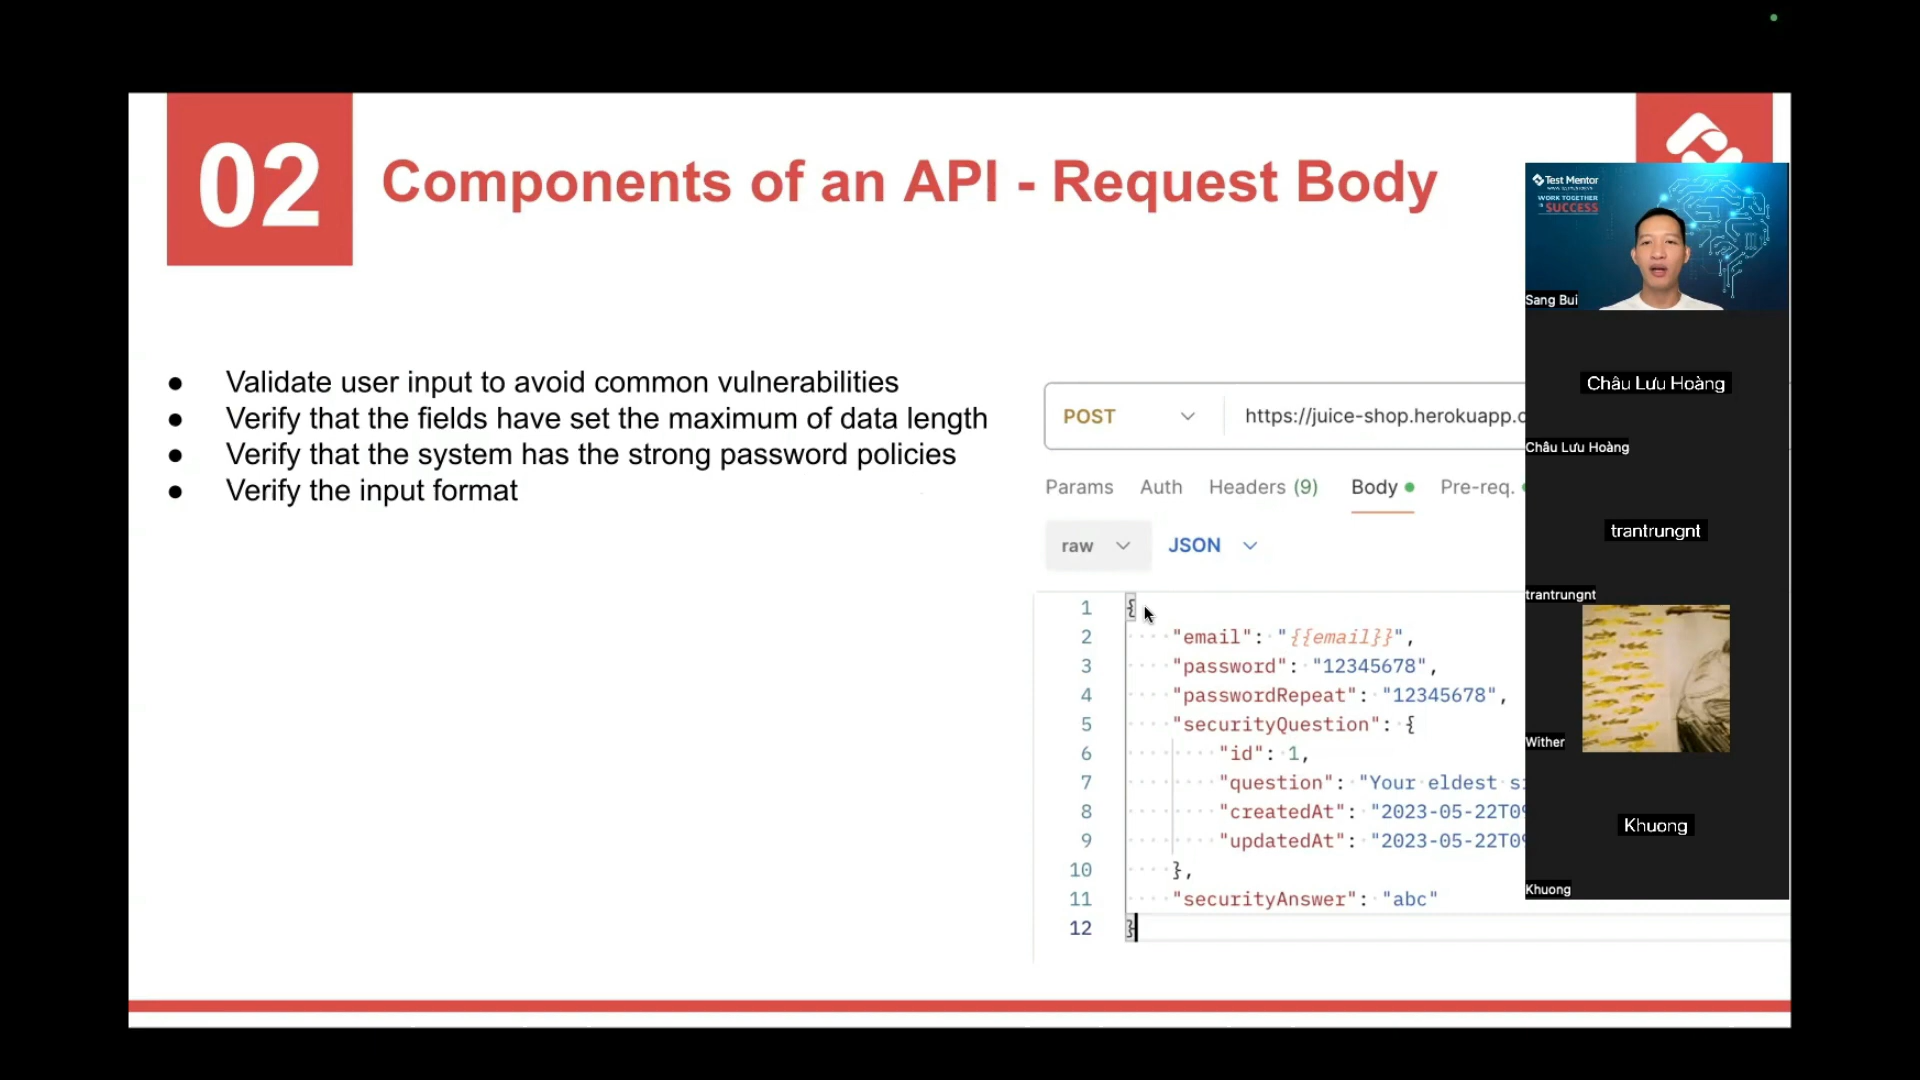 02
Components of an API - Request Body
● Validate user input to avoid common vulnerabilities
● Verify that the fields have set the maximum of data length
● Verify that the system has the strong password policies
● Verify the input format
POST
https://juice-shop.herokuapp.c
Params Auth Headers (9) Body Pre-req.
raw JSON
1 {
2 "email": "{{email}}",
3 "password": "12345678",
4 "passwordRepeat": "12345678",
5 "securityQuestion": {
6 "id": 1,
7 "question": "Your eldest s
8 "createdAt": "2023-05-22T0
9 "updatedAt": "2023-05-22T0
10 },
11 "securityAnswer": "abc"
12 }
Test Mentor
WORK TOGETHER
SUCCESS
Sang Bui
Châu Lưu Hoàng
Châu Lưu Hoàng
trantrungnt
trantrungnt
Wither
Khuong
Khuong